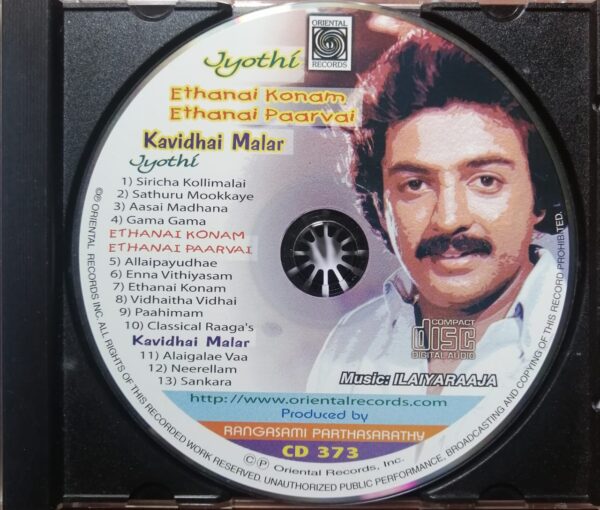 Jyothi
ORIENTAL
RECORDS
Ethanai Konam
Ethanai Paarvai
Kavidhai Malar
Jyothi
1) Siricha Kollimalai
2) Sathuru Mookkaye
3) Aasai Madhana
4) Gama Gama
ETHANAI KONAM
ETHANAI PAARVAI
5) Allaipayudhae
6) Enna Vithiyasam
7) Ethanai Konam
8) Vidhaitha Vidhai
9) Paahimam
10) Classical Raaga's
Kavidhai Malar
11) Alaigalae Vaa
12) Neerellam
13) Sankara
COMPACT
disc
DIGITAL AUDIO
Music: ILAIYARAAJA
http://www.orientalrecords.com
Produced by
RANGASAMI PARTHASARATHY
CD 373
©Ⓟ Oriental Records, Inc.
©Ⓟ ORIENTAL RECORDS INC. ALL RIGHTS OF THIS RECORDED WORK RESERVED. UNAUTHORIZED PUBLIC PERFORMANCE, BROADCASTING AND COPYING OF THIS RECORD PROHIBITED.